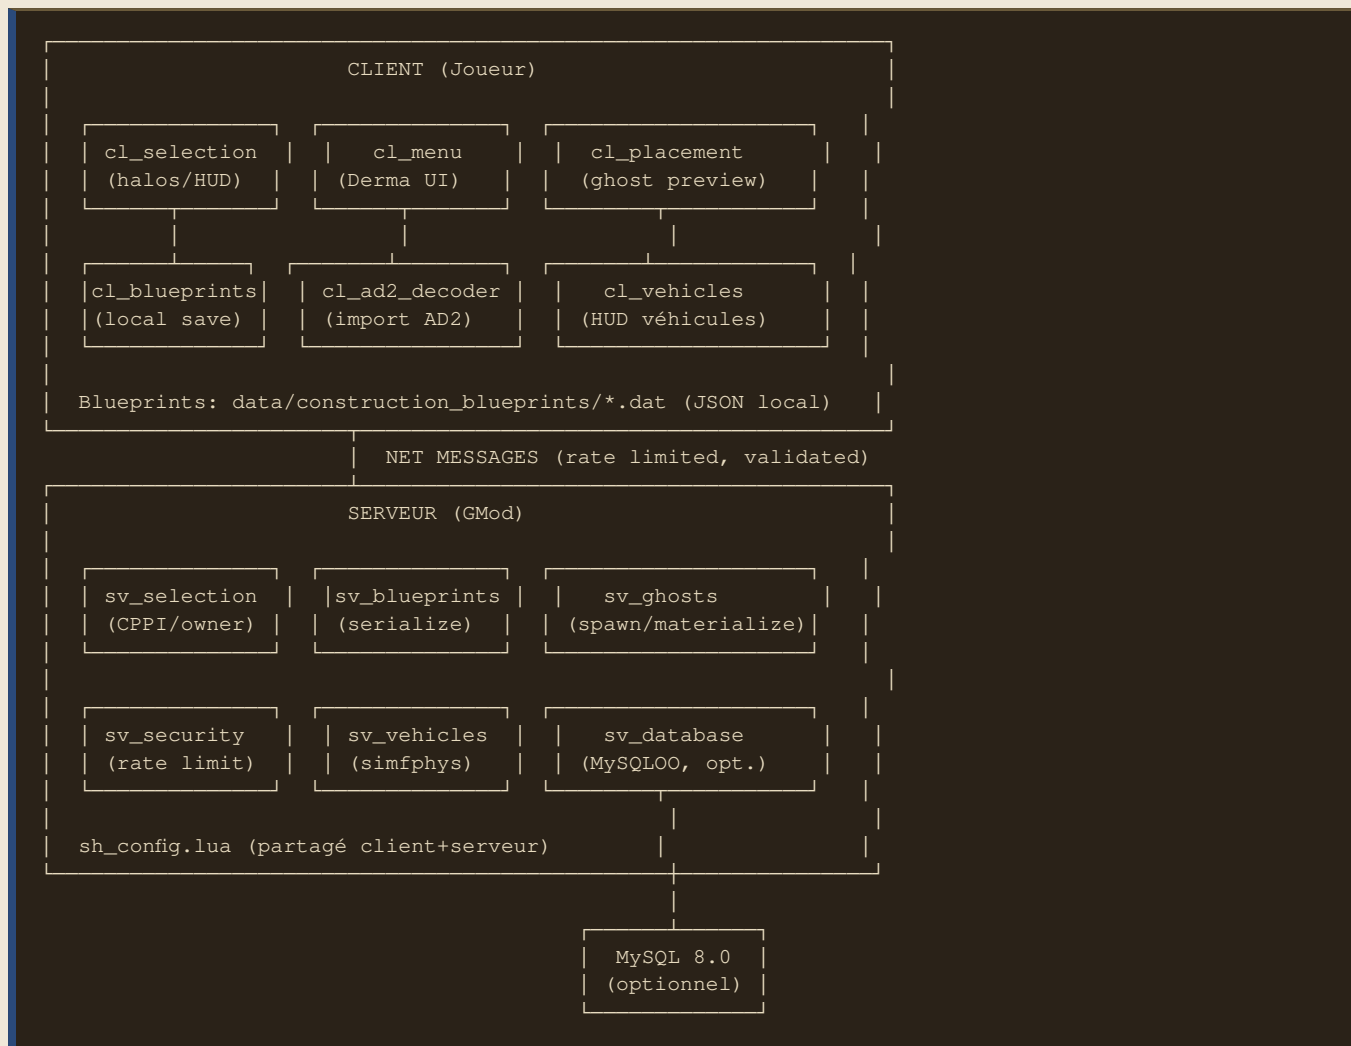 CLIENT (Joueur)
cl_selection cl_menu cl_placement
(halos/HUD) (Derma UI) (ghost preview)
cl_blueprints cl_ad2_decoder cl_vehicles
(local save) (import AD2) (HUD véhicules)
Blueprints: data/construction_blueprints/*.dat (JSON local)
NET MESSAGES (rate limited, validated)
SERVEUR (GMod)
sv_selection sv_blueprints sv_ghosts
(CPPI/owner) (serialize) (spawn/materialize)
sv_security sv_vehicles sv_database
(rate limit) (simfphys) (MySQLOO, opt.)
sh_config.lua (partagé client+serveur)
MySQL 8.0
(optionnel)